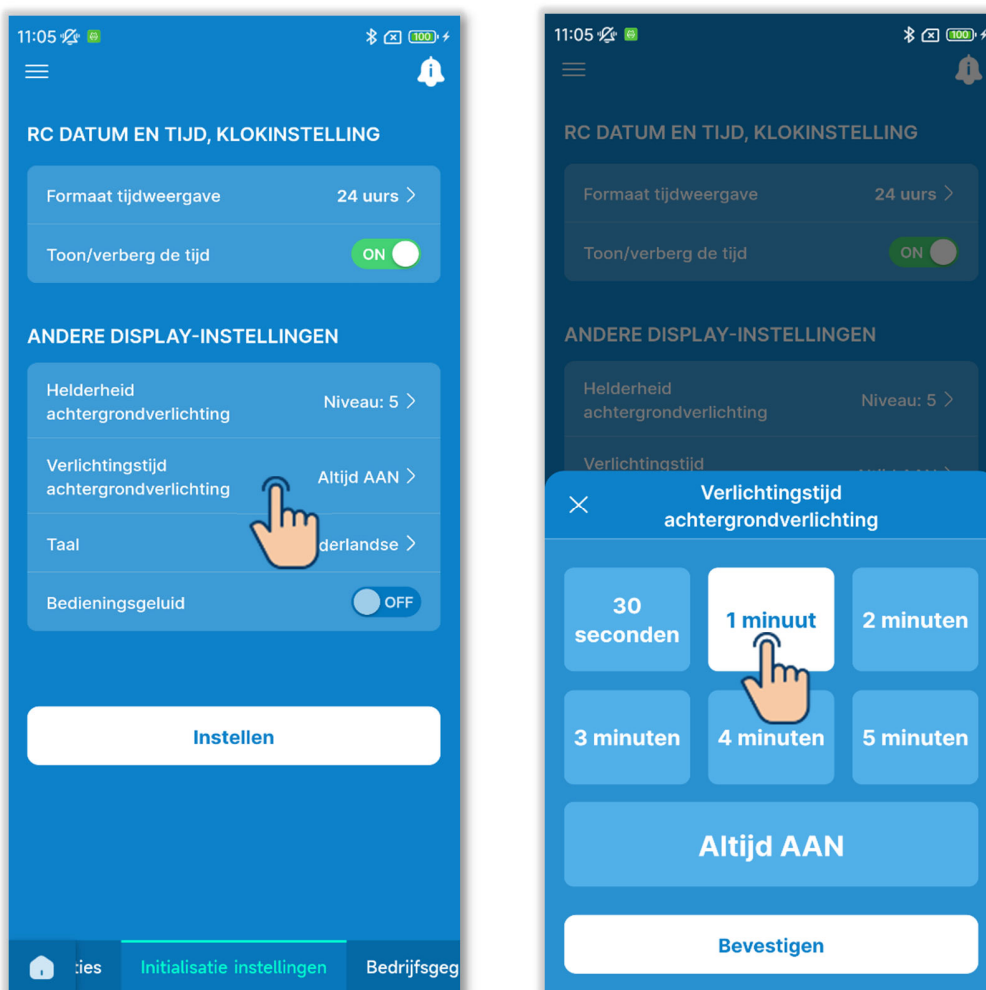 11:05
100
RC DATUM EN TIJD, KLOKINSTELLING
Formaat tijdweergave 24 uurs
Toon/verberg de tijd ON
ANDERE DISPLAY-INSTELLINGEN
Helderheid
achtergrondverlichting Niveau: 5
Verlichtingstijd
achtergrondverlichting Altijd AAN
Taal derlandse
Bedieningsgeluid OFF
Instellen
ties Initialisatie instellingen Bedrijfsgeg
11:05
100
RC DATUM EN TIJD, KLOKINSTELLING
Formaat tijdweergave 24 uurs
Toon/verberg de tijd ON
ANDERE DISPLAY-INSTELLINGEN
Helderheid
achtergrondverlichting Niveau: 5
Verlichtingstijd
Verlichtingstijd
achtergrondverlichting
30
seconden
1 minuut
2 minuten
3 minuten
4 minuten
5 minuten
Altijd AAN
Bevestigen